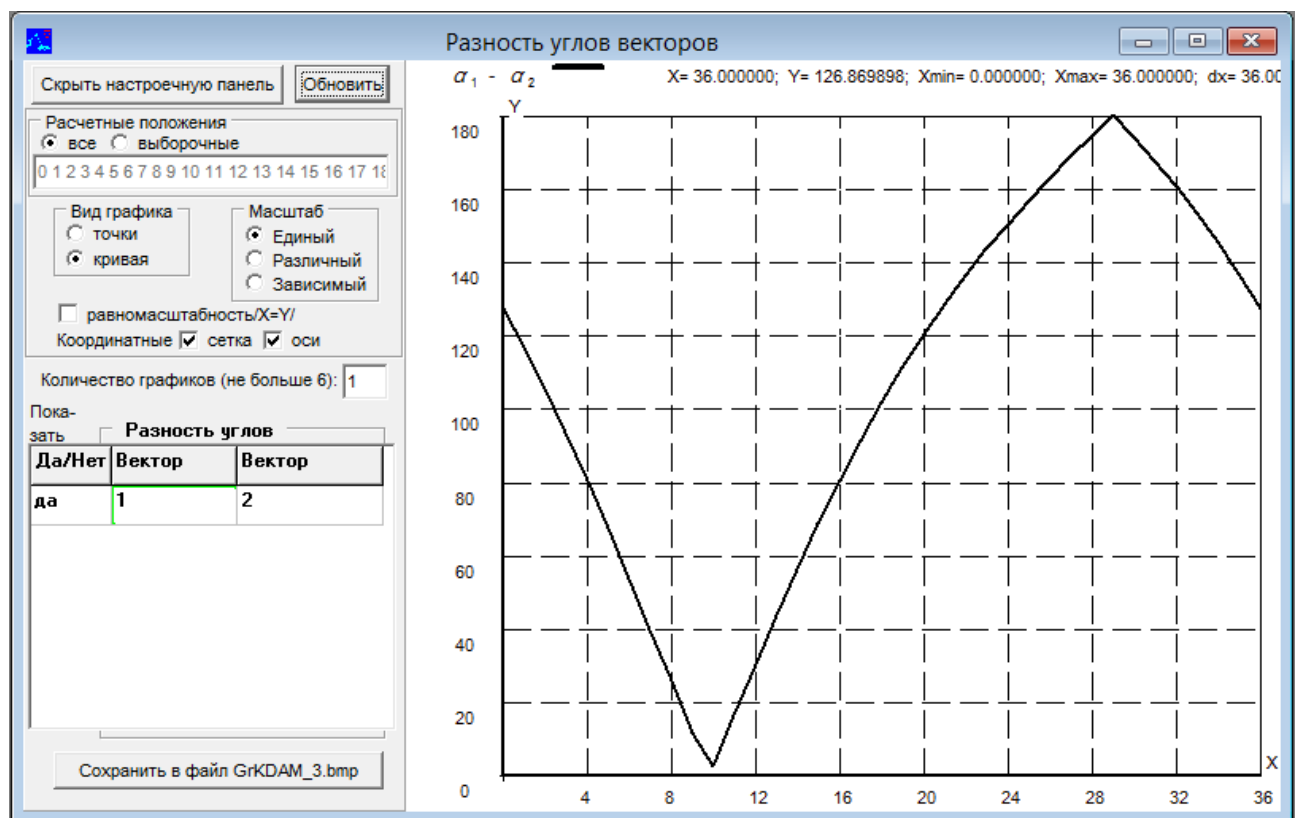 Разность углов векторов
Скрыть настроечную панель
Обновить
Расчетные положения
все
выборочные
0 1 2 3 4 5 6 7 8 9 10 11 12 13 14 15 16 17 18
Вид графика
точки
кривая
Масштаб
Единый
Различный
Зависимый
равномасштабность/X=Y/
Координатные
сетка
оси
Количество графиков (не больше 6): 1
Пока-
зать
Разность углов
Да/Нет Вектор Вектор
да 1 2
Сохранить в файл GrKDAM_3.bmp
α1 - α2
X= 36.000000; Y= 126.869898; Xmin= 0.000000; Xmax= 36.000000; dx= 36.00
Y
180
160
140
120
100
80
60
40
20
0
X
4 8 12 16 20 24 28 32 36